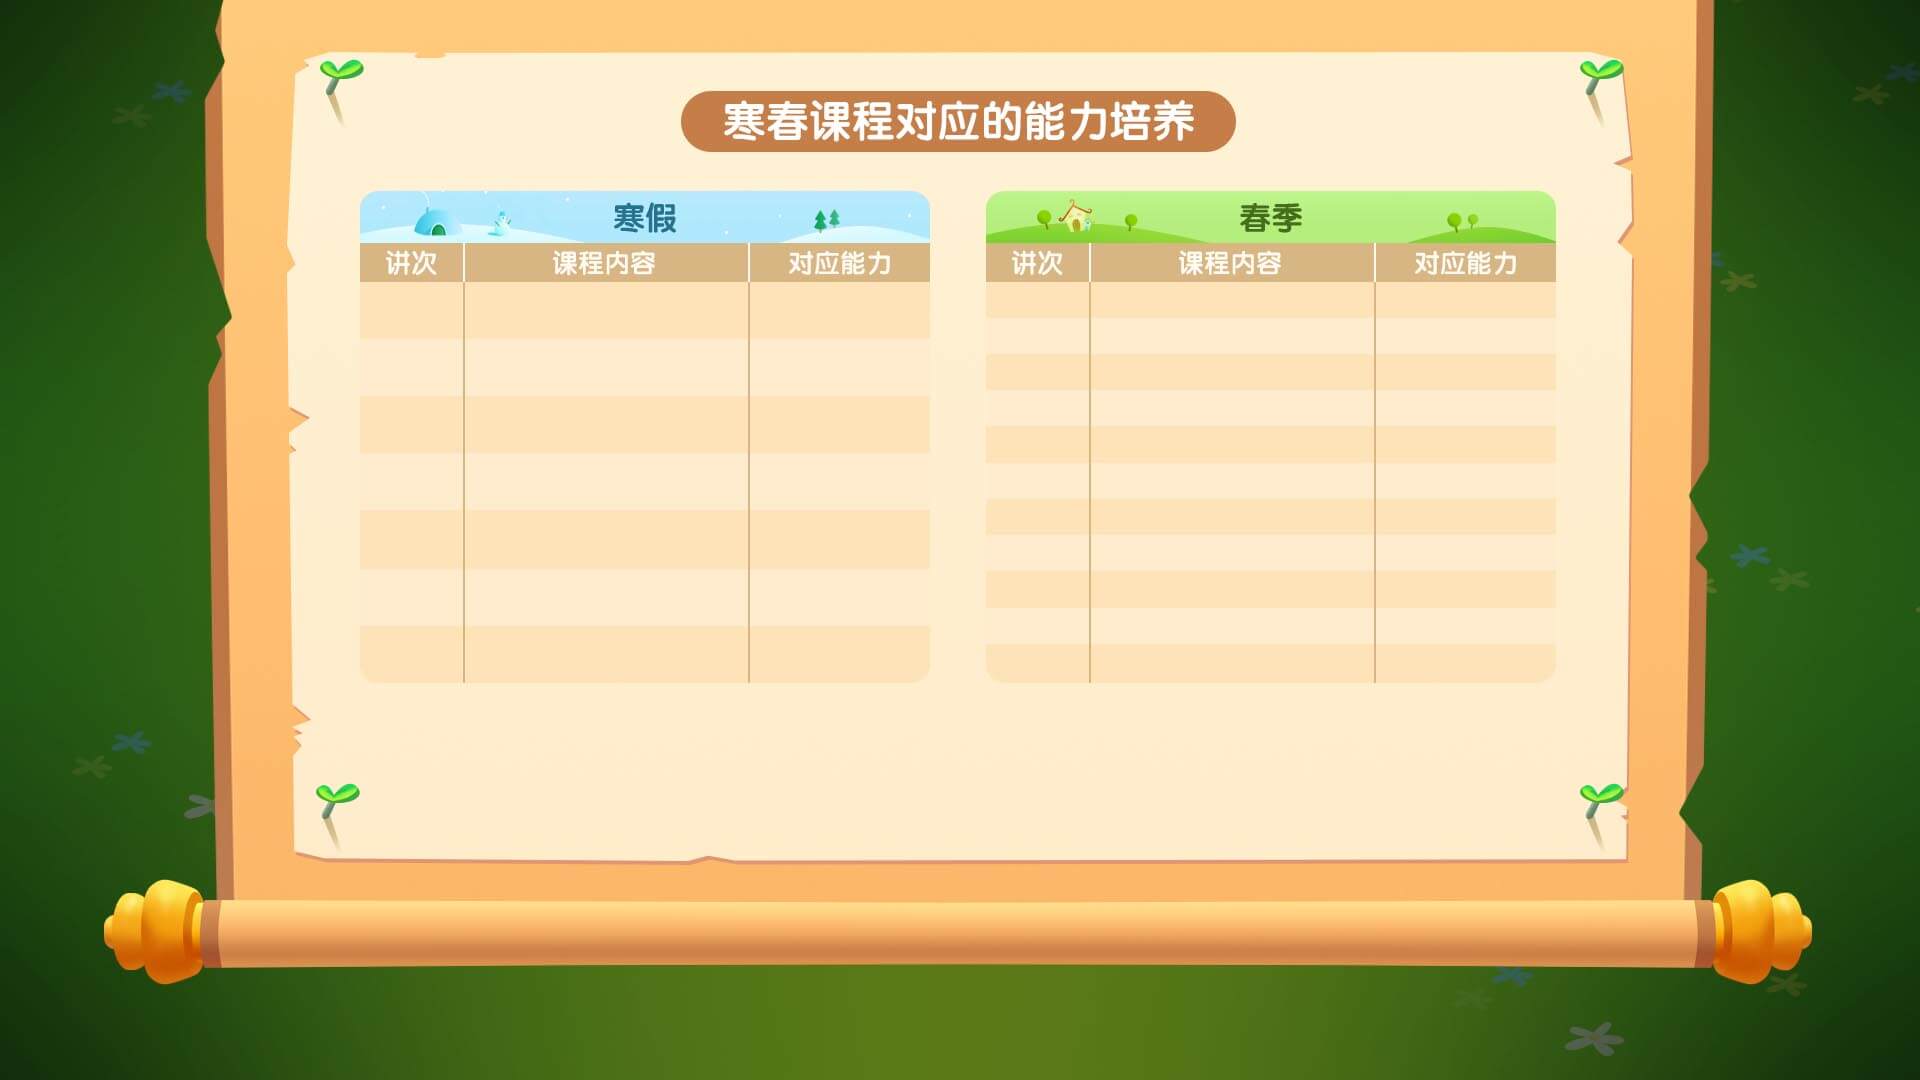 寒春课程对应的能力培养
寒假
讲次 课程内容 对应能力
春季
讲次 课程内容 对应能力